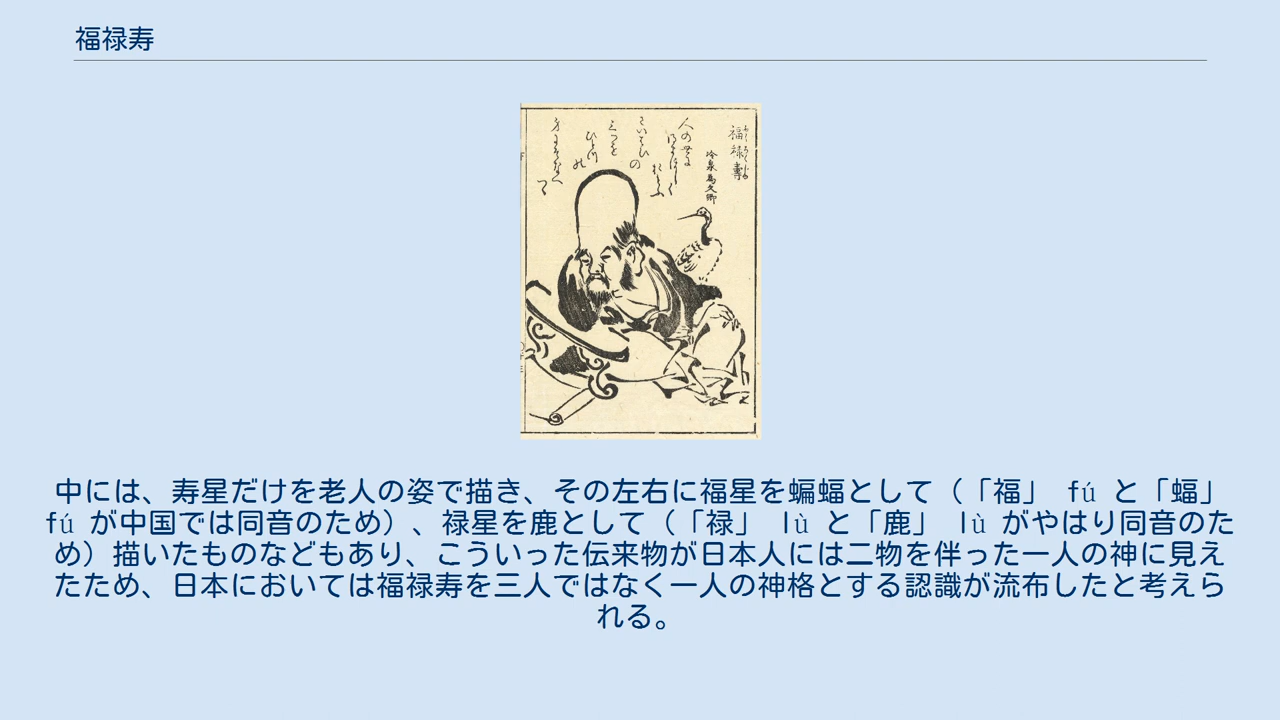 福禄寿
福禄壽
中には、寿星だけを老人の姿で描き、その左右に福星を蝙蝠として（「福」 fú と「蝠」
fú が中国では同音のため）、禄星を鹿として（「禄」 lù と「鹿」 lù がやはり同音のた
め）描いたものなどもあり、こういった伝来物が日本人には二物を伴った一人の神に見え
たため、日本においては福禄寿を三人ではなく一人の神格とする認識が流布したと考えら
れる。